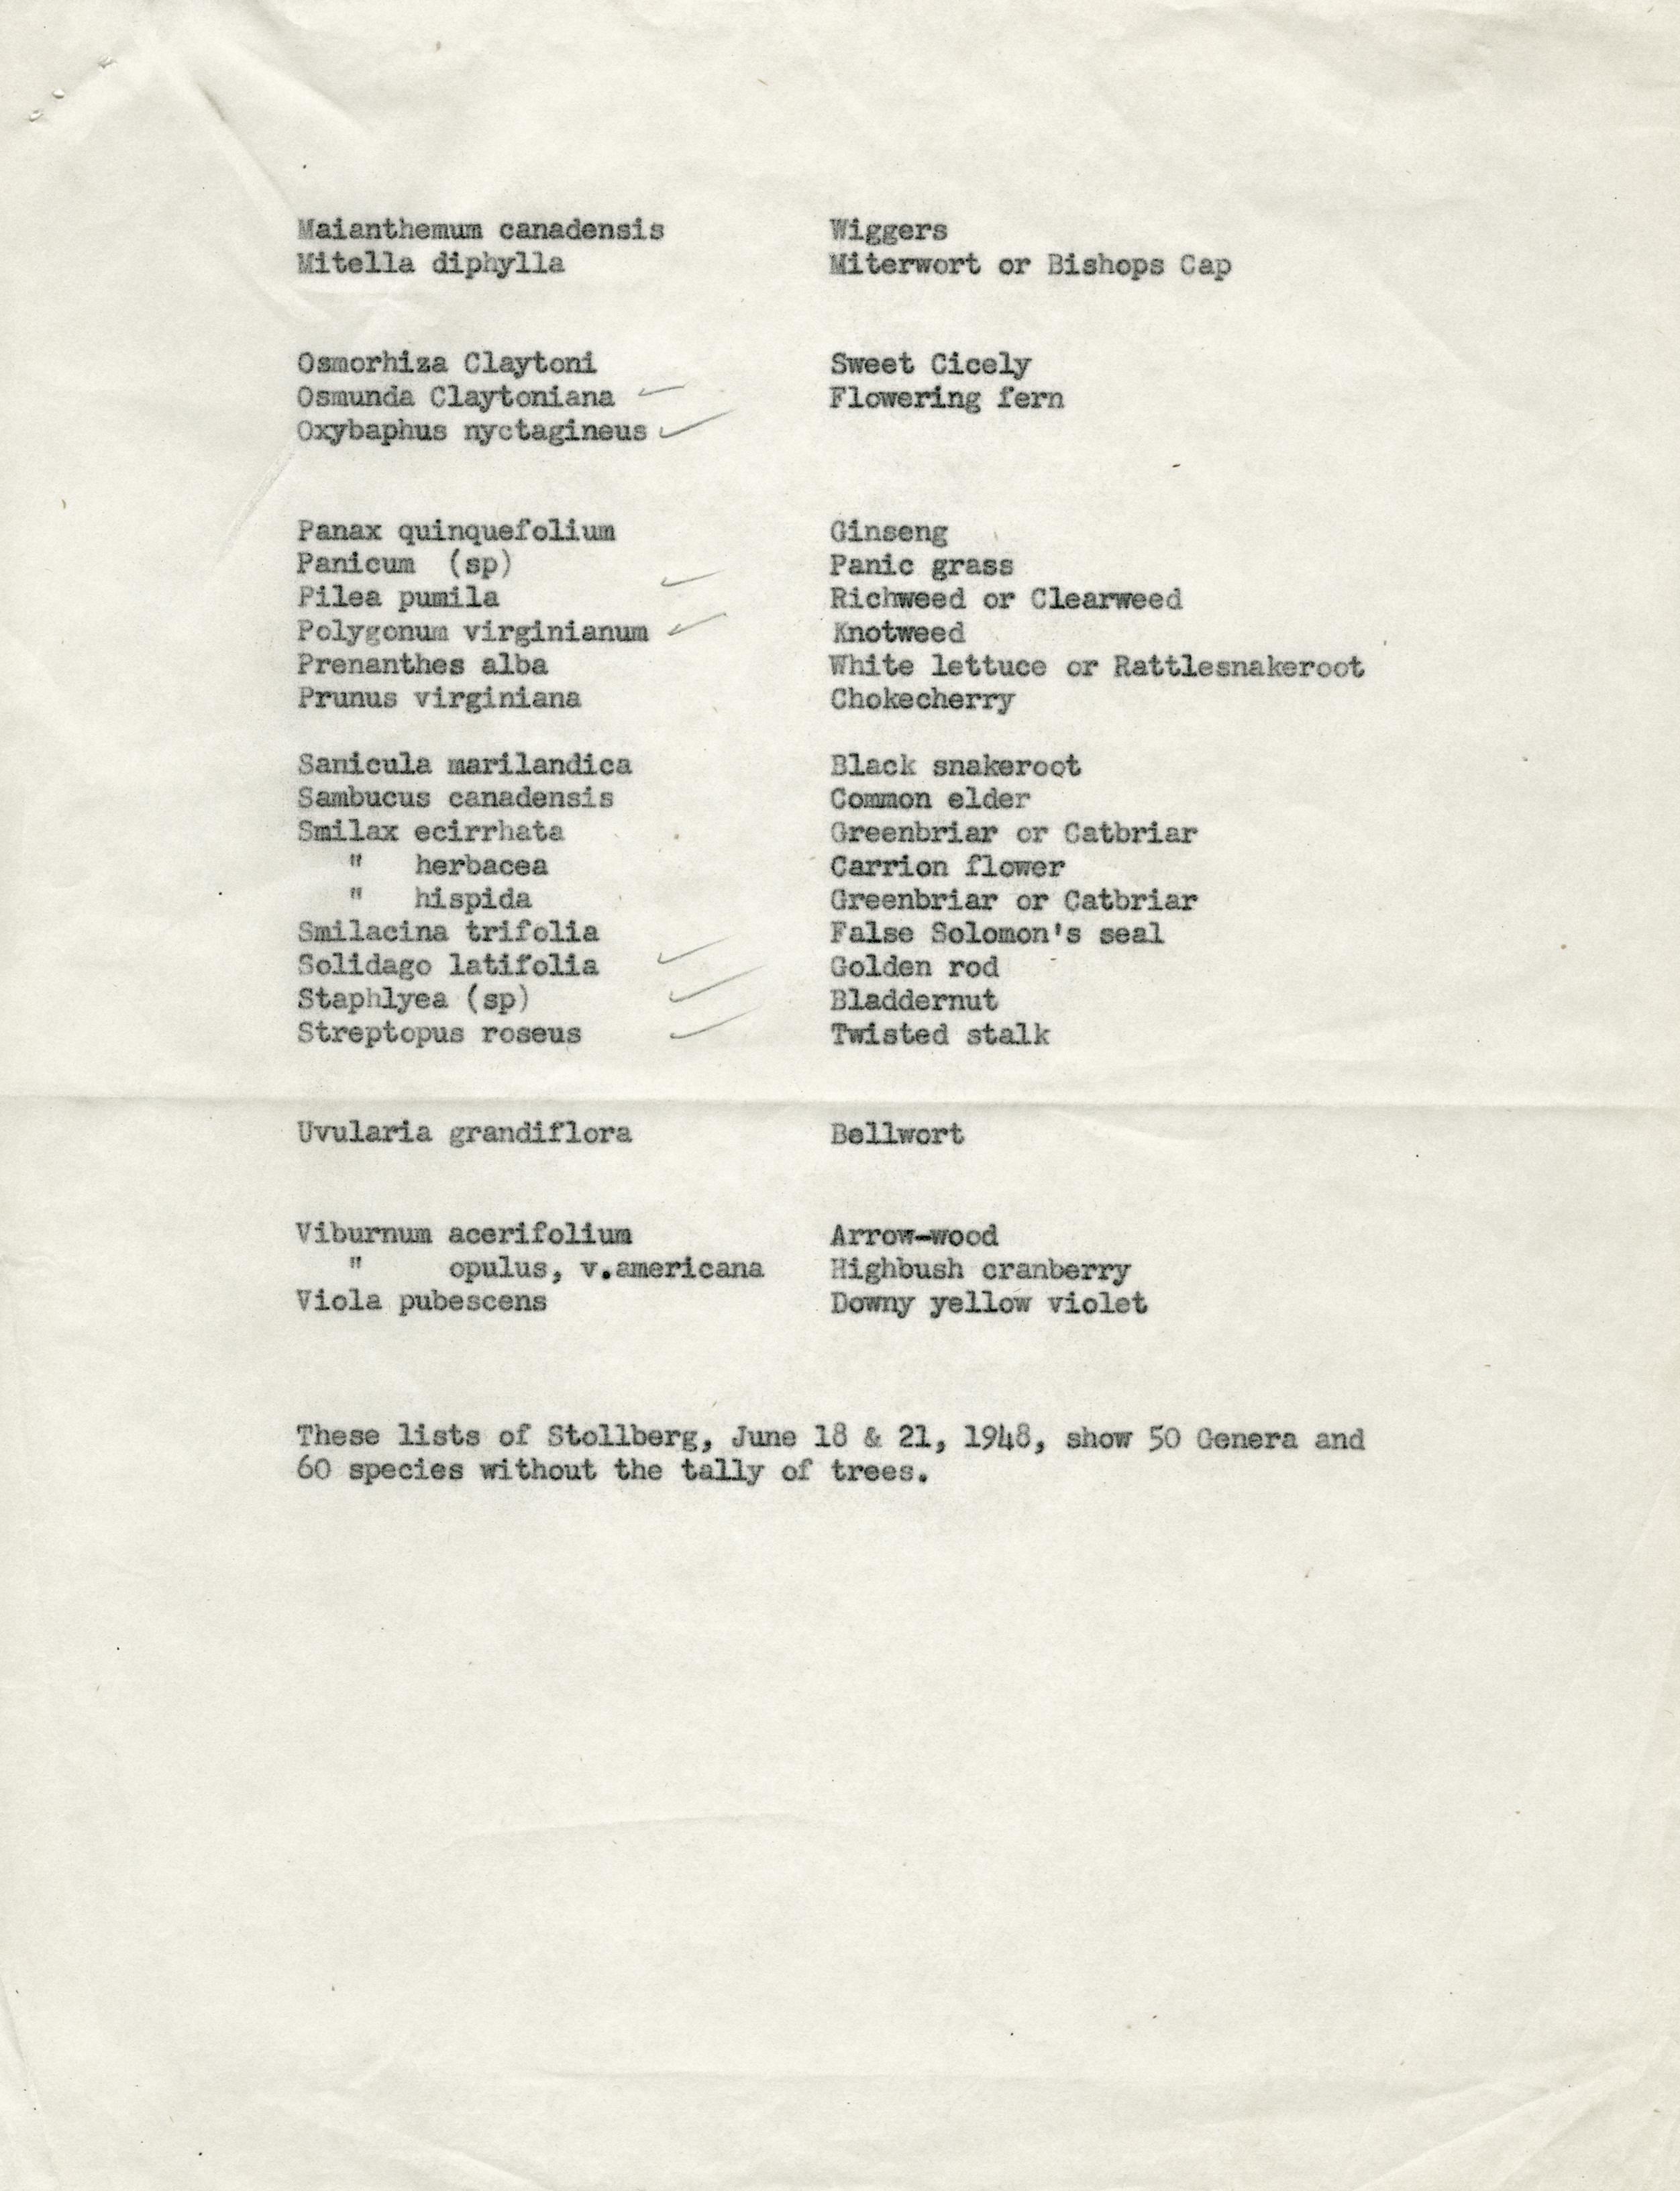 Maianthemum canadensis Wiggers
Mitella diphylla Miterwort or Bishops Cap
Osmorhiza Claytoni Sweet Cicely
Osmunda Claytoniana ✓ Flowering fern
Oxybaphus nyctagineus ✓
Panax quinquefolium Ginseng
Panicum (sp) Panic grass
Pilea pumila ✓ Richweed or Clearweed
Polygonum virginianum ✓ Knotweed
Prenanthes alba White lettuce or Rattlesnakeroot
Prunus virginiana Chokecherry
Sanicula marilandica Black snakeroot
Sambucus canadensis Common elder
Smilax ecirrhata Greenbriar or Catbriar
" herbacea Carrion flower
" hispida Greenbriar or Catbriar
Smilacina trifolia False Solomon's seal
Solidago latifolia ✓ Golden rod
Staphlyea (sp) ✓ Bladdernut
Streptopus roseus ✓ Twisted stalk
Uvularia grandiflora Bellwort
Viburnum acerifolium Arrow-wood
" opulus, v.americana Highbush cranberry
Viola pubescens Downy yellow violet
These lists of Stollberg, June 18 & 21, 1948, show 50 Genera and
60 species without the tally of trees.